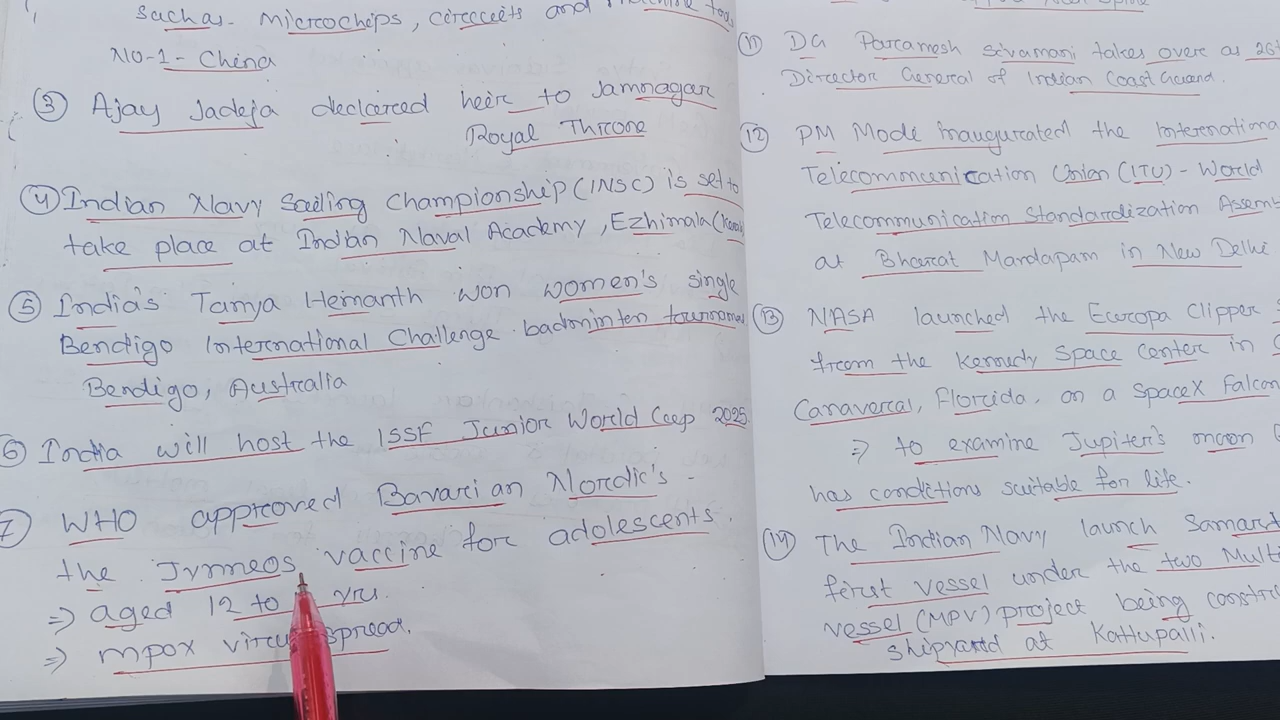 Suchas- Microchips, circuits and machine tools
NO-1- China
③ Ajay Jadeja declared heir to Jamnagar
Royal Throne
④ Indian Navy Sailing Championship (INSC) is set to
take place at Indian Naval Academy, Ezhimala
⑤ India's Tanya Hemanth won women's single
Bendigo International Challenge badminten
Bendigo, Australia
⑥ India will host the ISSF Junior World Cup 2025
7 WHO approved Bavarian Nordic's -
the Jynneos vaccine for adolescents.
⇒ aged 12 to yrs.
⇒ mpox virus spread.
⑪ DG Paramesh Sivamani takes over as 26th
Director General of Indian Coast Guard.
⑫ PM Mode inaugurated the
Telecommunication Union (ITU) - World
Telecommunication Standardization
at Bharat Mandapam in New Delhi
⑬ NASA launched the Europa Clipper
from the Kennedy Space Center in
Canaveral, Florida, on a SpaceX Falcon
⇒ to examine Jupiter's moon
has conditions suitable for life.
⑭ The Indian Navy launch
first vessel under the two
vessel (MPV) project being
shipyard at Kattupalli.